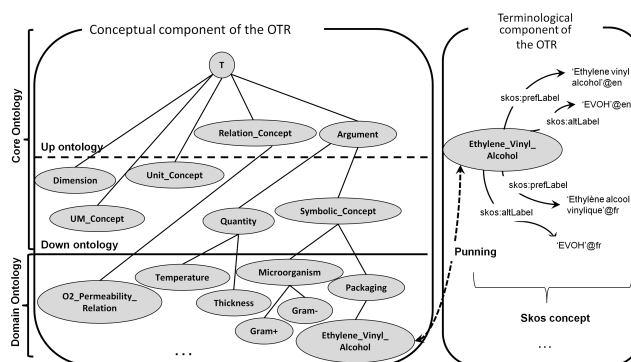 Conceptual component of the OTR
Terminological
component of
the OTR
Core Ontology
T
Relation_Concept
Argument
Up ontology
Dimension
Unit_Concept
UM_Concept
Quantity
Symbolic_Concept
Down ontology
Domain Ontology
O2_Permeability_
Relation
Temperature
Thickness
Microorganism
Gram+
Gram-
Packaging
Ethylene_Vinyl_
Alcohol
...
'Ethylene vinyl
alcohol'@en
skos:prefLabel
'EVOH'@en
skos:altLabel
Ethylene_Vinyl_
Alcohol
skos:prefLabel
'Ethylène alcool
vinylique'@fr
skos:altLabel
'EVOH'@fr
Punning
Skos concept
...